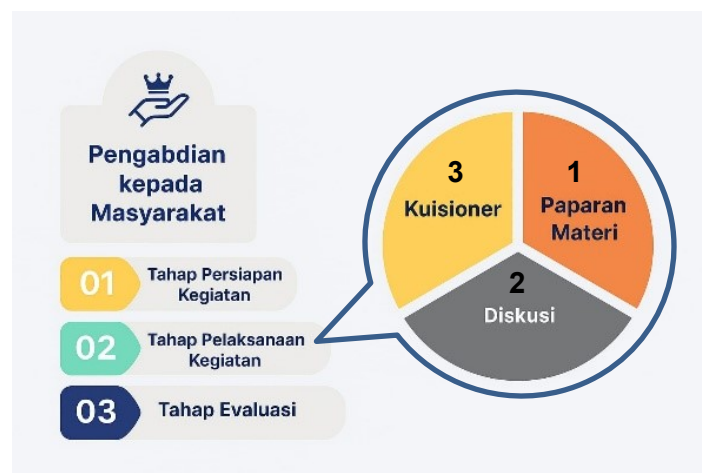 Pengabdian
kepada
Masyarakat
01
Tahap Persiapan
Kegiatan
02
Tahap Pelaksanaan
Kegiatan
03
Tahap Evaluasi
1
Paparan
Materi
2
Diskusi
3
Kuisioner